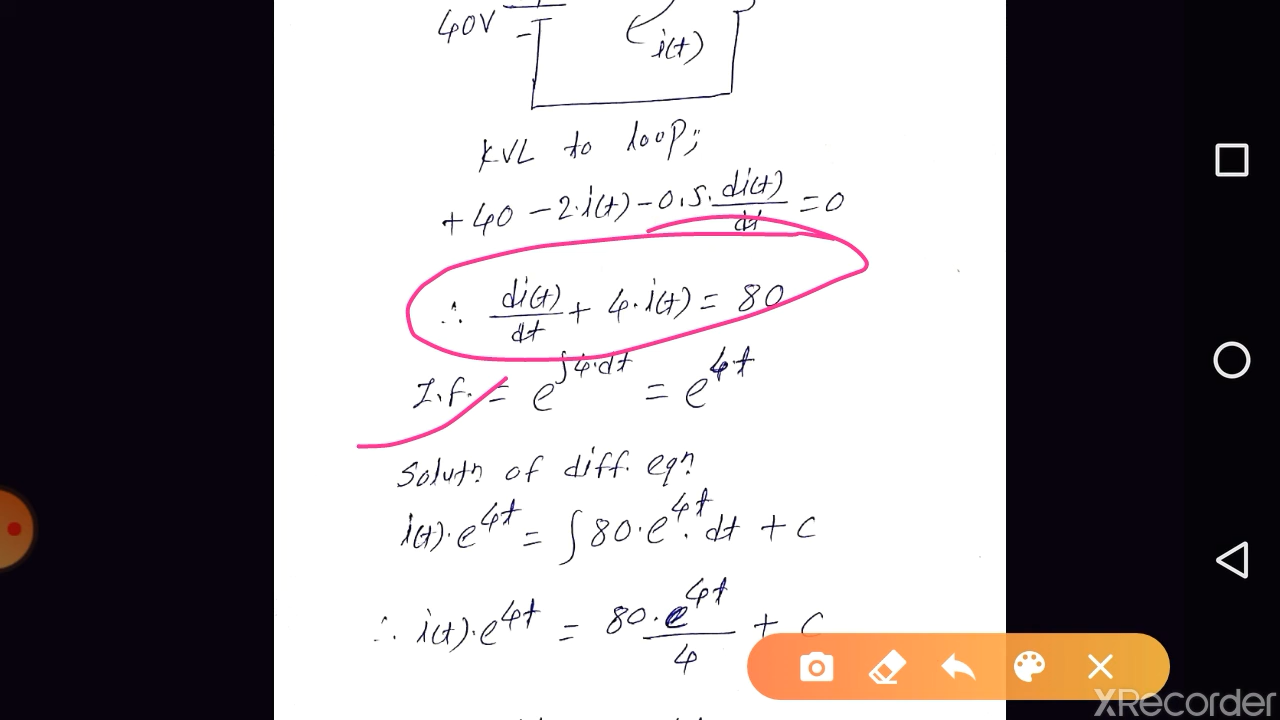 40V
i(t)
KVL to loop;
+40 - 2·i(t) - 0.5·di(t)/dt = 0
∴ di(t)/dt + 4·i(t) = 80
I.f. = e^∫4·dt = e^4t
Solutn of diff. eqn
i(t)·e^4t = ∫80·e^4t·dt + c
∴ i(t)·e^4t = 80·e^4t/4 + c
XRecorder